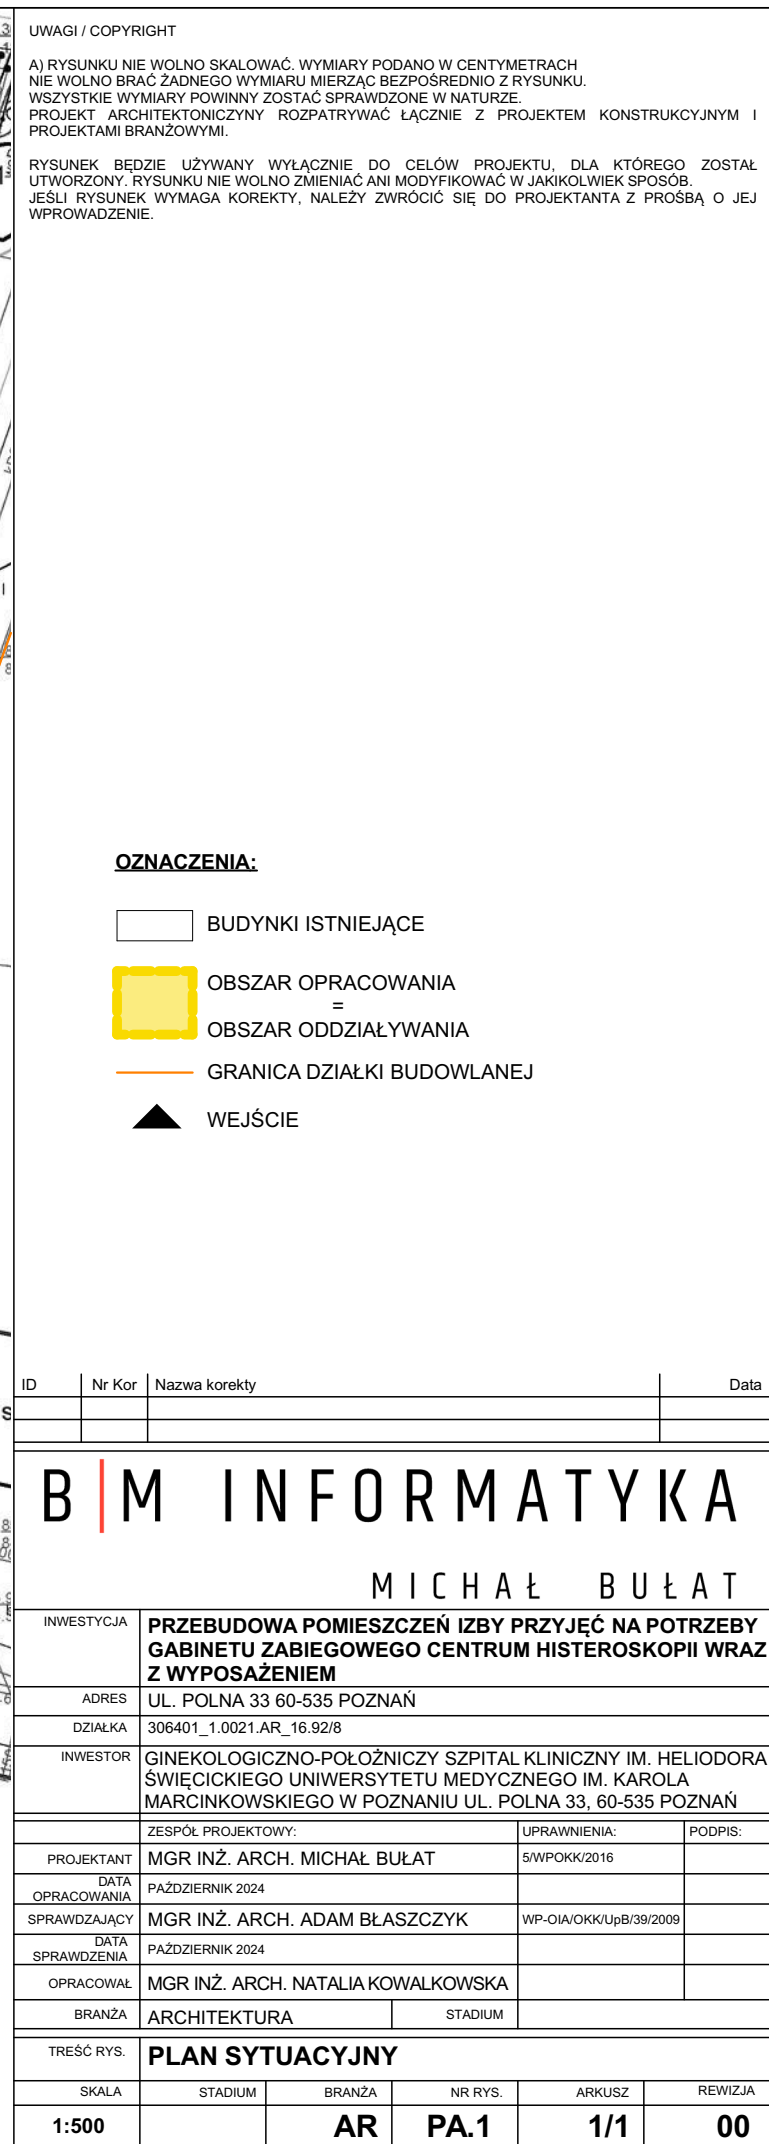 UWAGI / COPYRIGHT
A) RYSUNKU NIE WOLNO SKALOWAĆ. WYMIARY PODANO W CENTYMETRACH
NIE WOLNO BRAĆ ŻADNEGO WYMIARU MIERZĄC BEZPOŚREDNIO Z RYSUNKU.
WSZYSTKIE WYMIARY POWINNY ZOSTAĆ SPRAWDZONE W NATURZE.
PROJEKT ARCHITEKTONICZYNY ROZPATRYWAĆ ŁĄCZNIE Z PROJEKTEM KONSTRUKCYJNYM I
PROJEKTAMI BRANŻOWYMI.
RYSUNEK BĘDZIE UŻYWANY WYŁĄCZNIE DO CELÓW PROJEKTU, DLA KTÓREGO ZOSTAŁ
UTWORZONY. RYSUNKU NIE WOLNO ZMIENIAĆ ANI MODYFIKOWAĆ W JAKIKOLWIEK SPOSÓB.
JEŚLI RYSUNEK WYMAGA KOREKTY, NALEŻY ZWRÓCIĆ SIĘ DO PROJEKTANTA Z PROŚBĄ O JEJ
WPROWADZENIE.
OZNACZENIA:
BUDYNKI ISTNIEJĄCE
OBSZAR OPRACOWANIA
=
OBSZAR ODDZIAŁYWANIA
GRANICA DZIAŁKI BUDOWLANEJ
WEJŚCIE
ID Nr Kor Nazwa korekty Data
B|M INFORMATYKA
MICHAŁ BUŁAT
INWESTYCJA PRZEBUDOWA POMIESZCZEŃ IZBY PRZYJĘĆ NA POTRZEBY
GABINETU ZABIEGOWEGO CENTRUM HISTEROSKOPII WRAZ
Z WYPOSAŻENIEM
ADRES UL. POLNA 33 60-535 POZNAŃ
DZIAŁKA 306401_1.0021.AR_16.92/8
INWESTOR GINEKOLOGICZNO-POŁOŻNICZY SZPITAL KLINICZNY IM. HELIODORA
ŚWIĘCICKIEGO UNIWERSYTETU MEDYCZNEGO IM. KAROLA
MARCINKOWSKIEGO W POZNANIU UL. POLNA 33, 60-535 POZNAŃ
ZESPÓŁ PROJEKTOWY: UPRAWNIENIA: PODPIS:
PROJEKTANT MGR INŻ. ARCH. MICHAŁ BUŁAT 5/WPOKK/2016
DATA
OPRACOWANIA PAŹDZIERNIK 2024
SPRAWDZAJĄCY MGR INŻ. ARCH. ADAM BŁASZCZYK WP-OIA/OKK/UpB/39/2009
DATA
SPRAWDZENIA PAŹDZIERNIK 2024
OPRACOWAŁ MGR INŻ. ARCH. NATALIA KOWALKOWSKA
BRANŻA ARCHITEKTURA STADIUM
TREŚĆ RYS. PLAN SYTUACYJNY
SKALA STADIUM BRANŻA NR RYS. ARKUSZ REWIZJA
1:500 AR PA.1 1/1 00